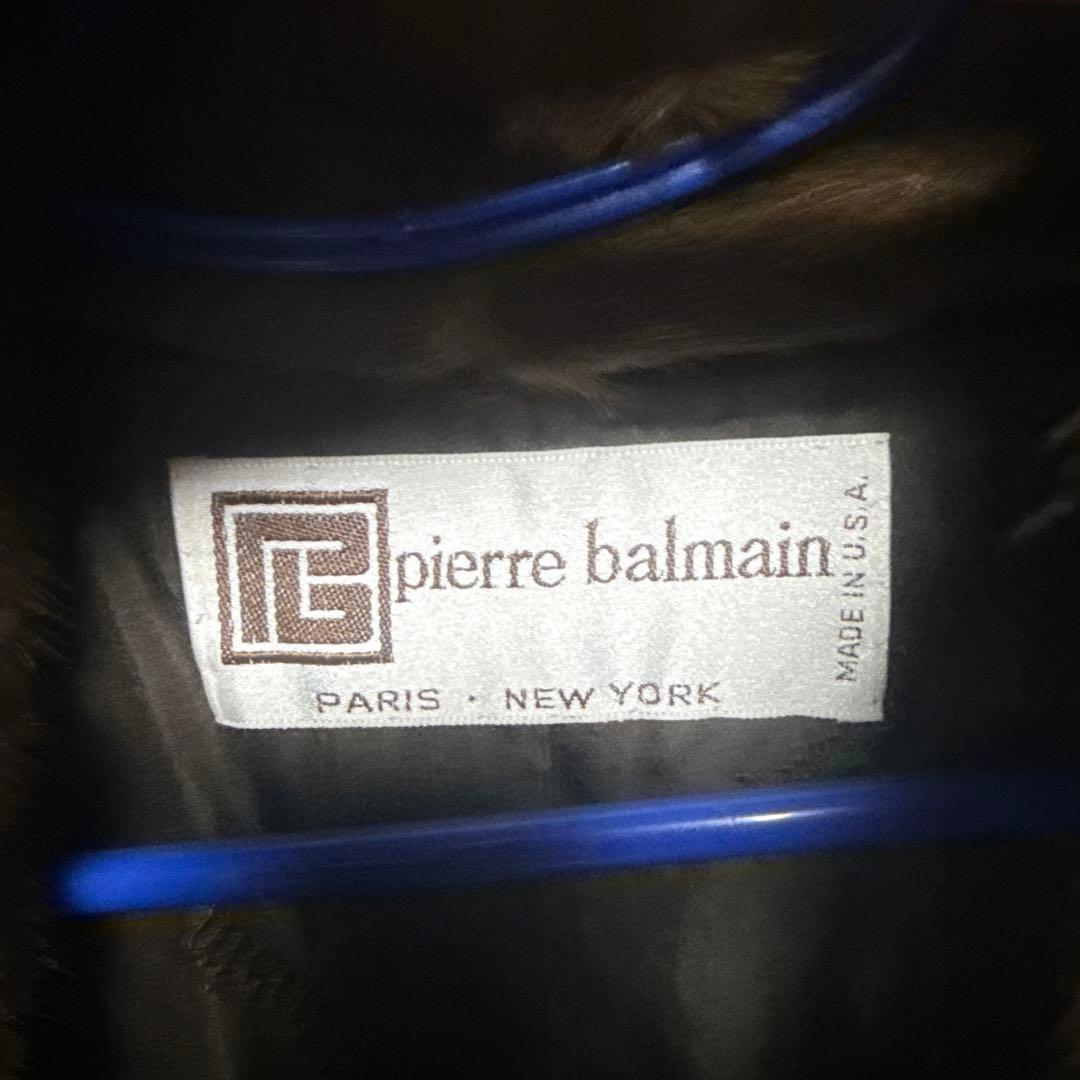 pierre balmain
PARIS · NEW YORK
MADE IN U.S.A.